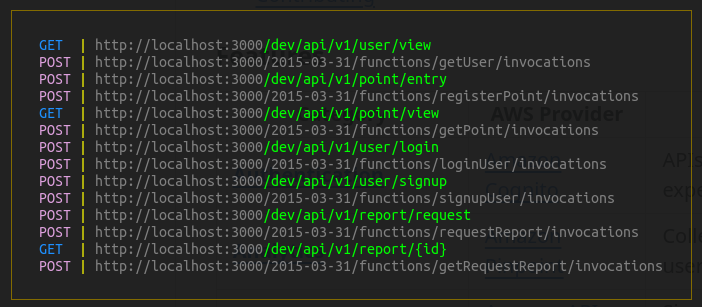 Contributing
GET | http://localhost:3000/dev/api/v1/user/view
POST | http://localhost:3000/2015-03-31/functions/getUser/invocations
POST | http://localhost:3000/dev/api/v1/point/entry
POST | http://localhost:3000/2015-03-31/functions/registerPoint/invocations
GET | http://localhost:3000/dev/api/v1/point/view
AWS Provider
POST | http://localhost:3000/2015-03-31/functions/getPoint/invocations
POST | http://localhost:3000/dev/api/v1/user/login
POST | http://localhost:3000/2015-03-31/functions/loginUser/invocations
APIs
POST | http://localhost:3000/dev/api/v1/user/signup
Cognito
POST | http://localhost:3000/2015-03-31/functions/signupUser/invocations
POST | http://localhost:3000/dev/api/v1/report/request
POST | http://localhost:3000/2015-03-31/functions/requestReport/invocations
GET | http://localhost:3000/dev/api/v1/report/{id}
POST | http://localhost:3000/2015-03-31/functions/getRequestReport/invocations